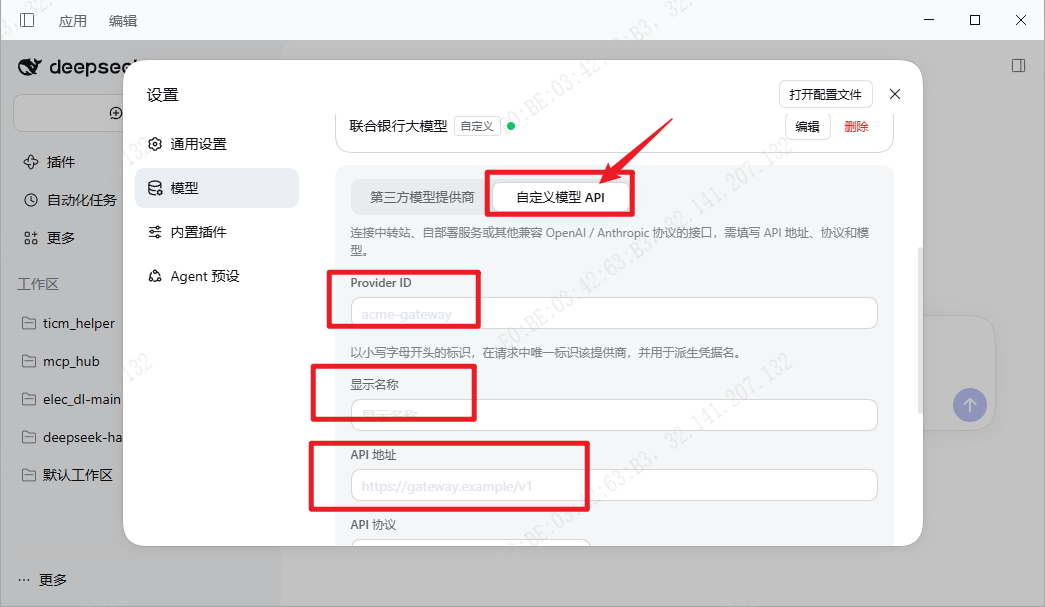 应用 编辑
deepseek
设置
打开配置文件
联合银行大模型 自定义
编辑 删除
插件
自动化任务
更多
工作区
ticm_helper
mcp_hub
elec_dl-main
deepseek-ha
默认工作区
更多
通用设置
模型
内置插件
Agent 预设
第三方模型提供商 自定义模型 API
连接中转站、自部署服务或其他兼容 OpenAI / Anthropic 协议的接口，需填写 API 地址、协议和模
型。
Provider ID
acme-gateway
以小写字母开头的标识，在请求中唯一标识该提供商，并用于派生凭据名。
显示名称
显示名称
API 地址
https://gateway.example/v1
API 协议